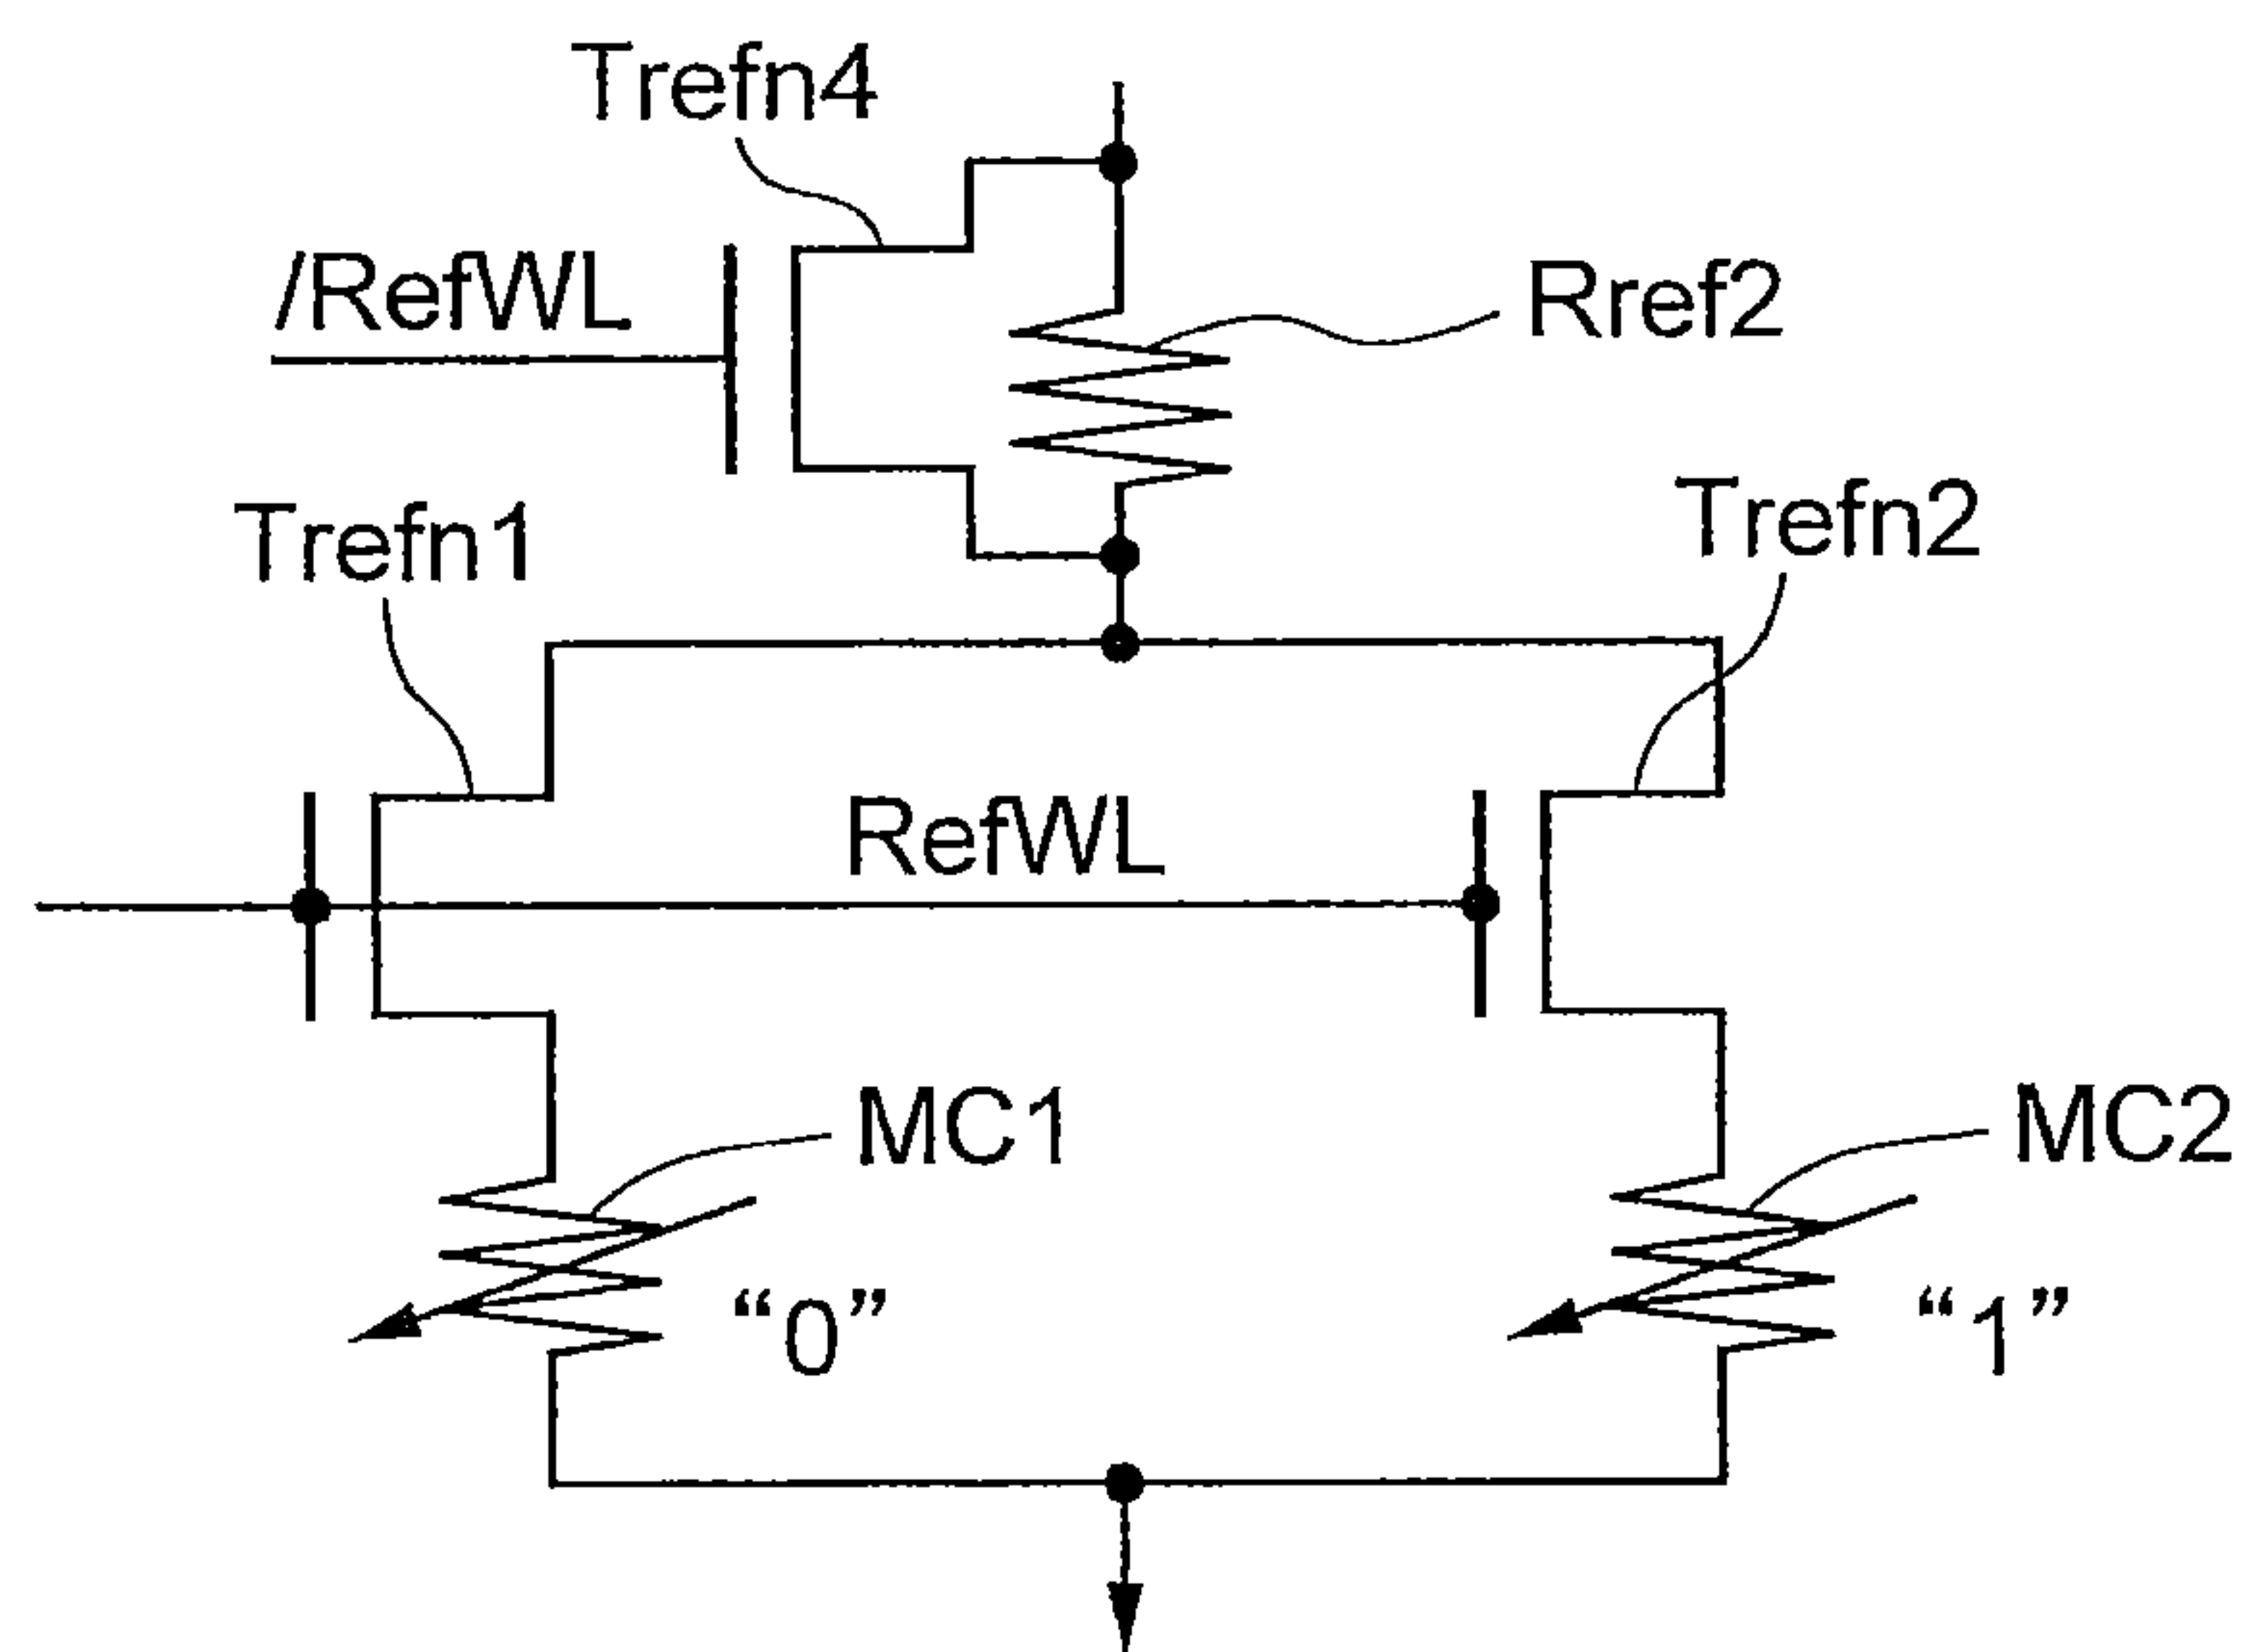 Trefn4
/RefWL
Rref2
Trefn1
Trefn2
RefWL
MC1
MC2
“0”
“1”